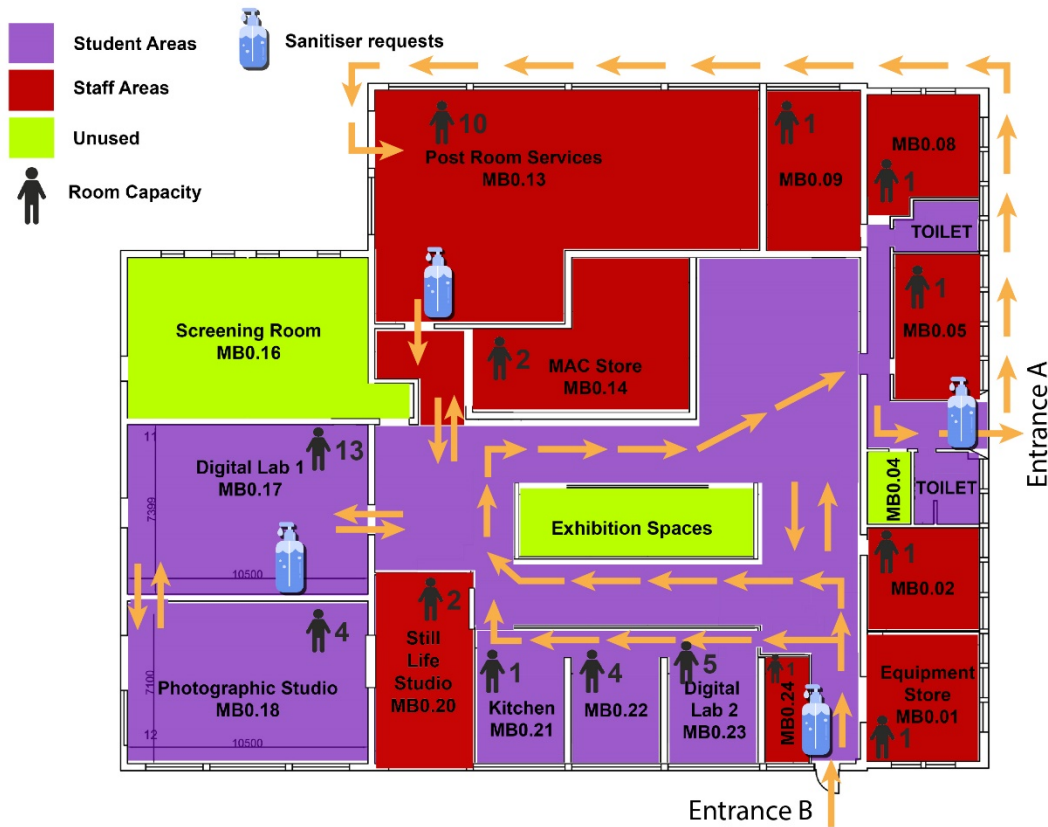 Student Areas
Sanitiser requests
Staff Areas
Unused
Room Capacity
10
Post Room Services
MB0.13
1
MB0.09
MB0.08
1
TOILET
1
MB0.05
Screening Room
MB0.16
2
MAC Store
MB0.14
Entrance A
11
13
Digital Lab 1
MB0.17
7399
10500
MB0.04
TOILET
Exhibition Spaces
1
MB0.02
4
7100
Photographic Studio
MB0.18
12
10500
2
Still
Life
Studio
MB0.20
1
Kitchen
MB0.21
4
MB0.22
5
Digital
Lab 2
MB0.23
1
MB0.24
Equipment
Store
MB0.01
1
Entrance B